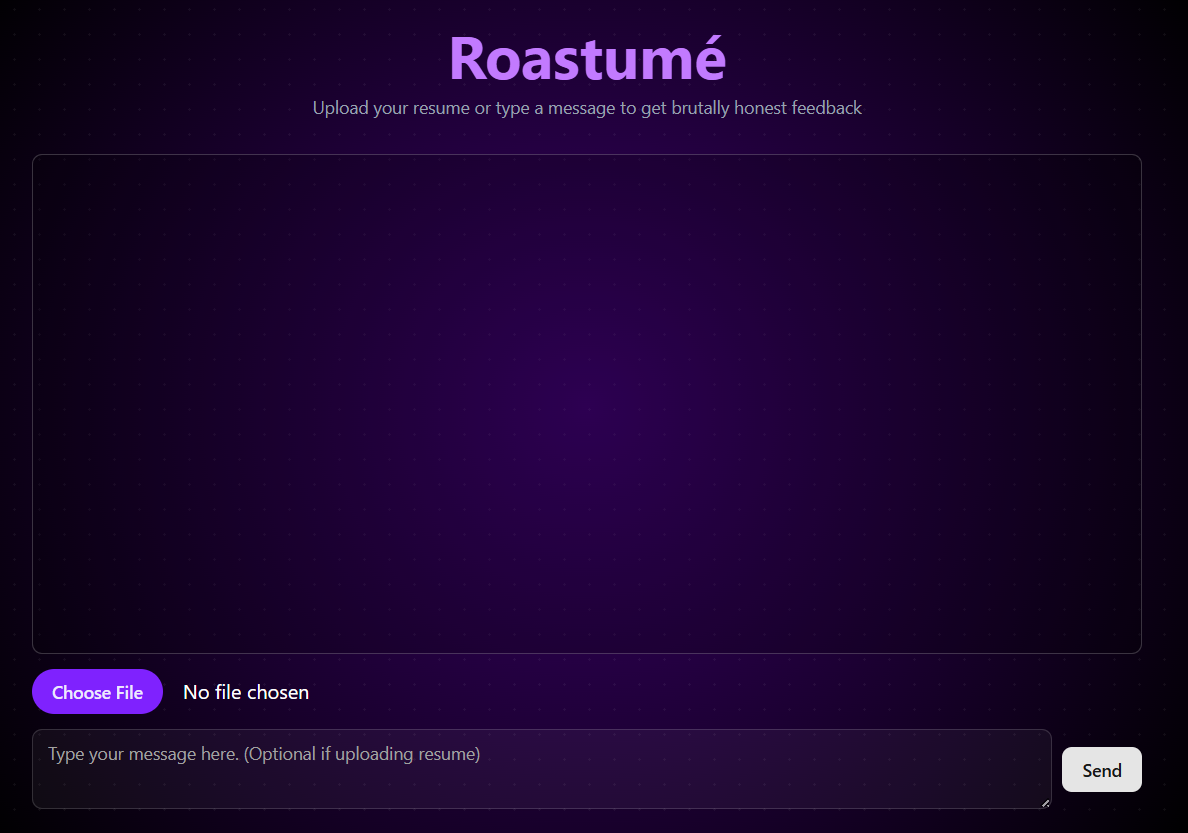 Roastumé
Upload your resume or type a message to get brutally honest feedback
Choose File No file chosen
Type your message here. (Optional if uploading resume)
Send